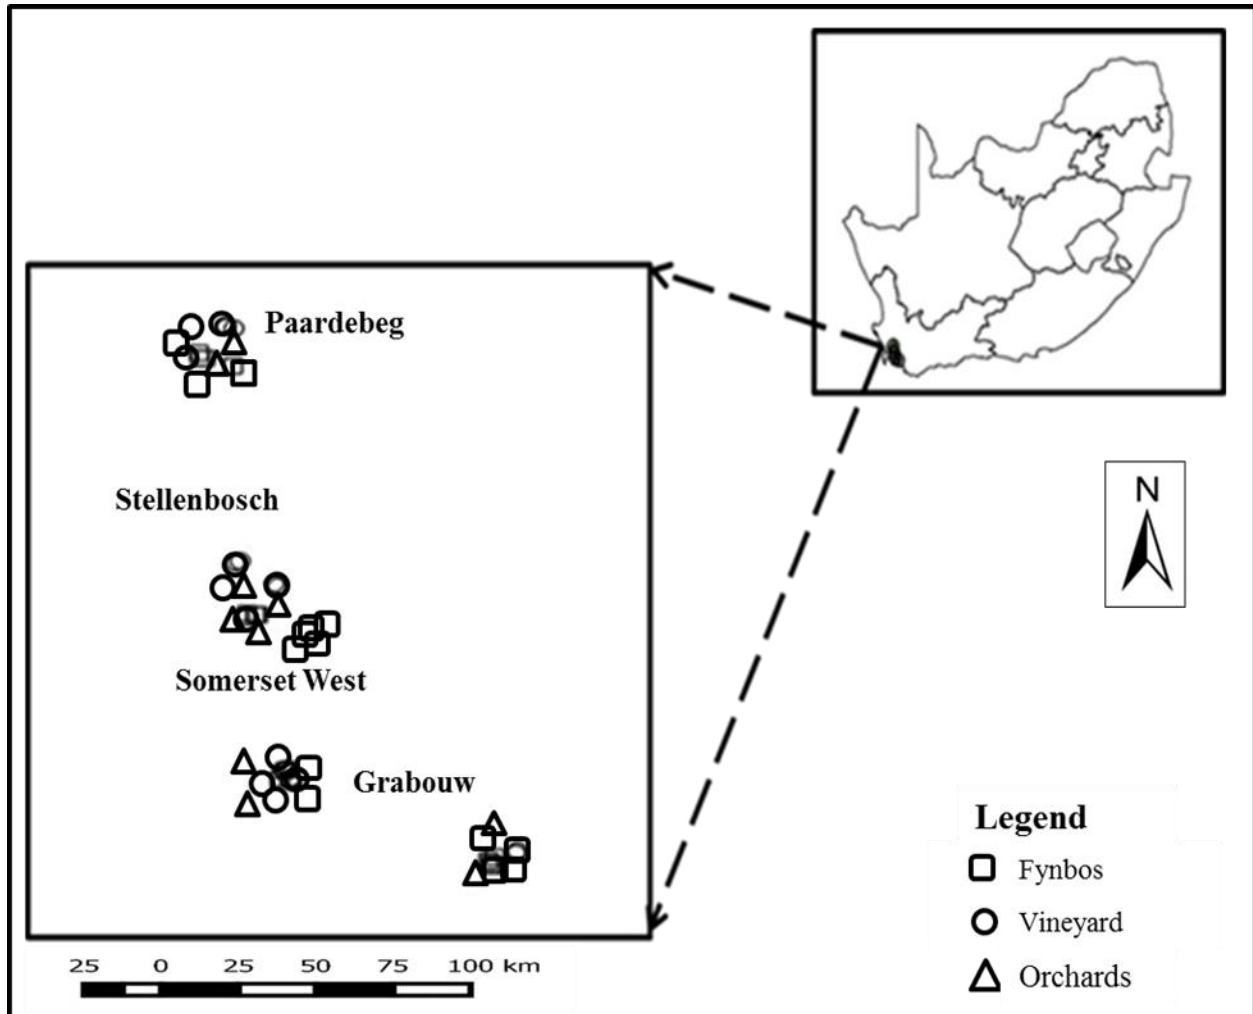 Paardebeg
Stellenbosch
Somerset West
Grabouw
N
Legend
Fynbos
Vineyard
Orchards
25 0 25 50 75 100 km